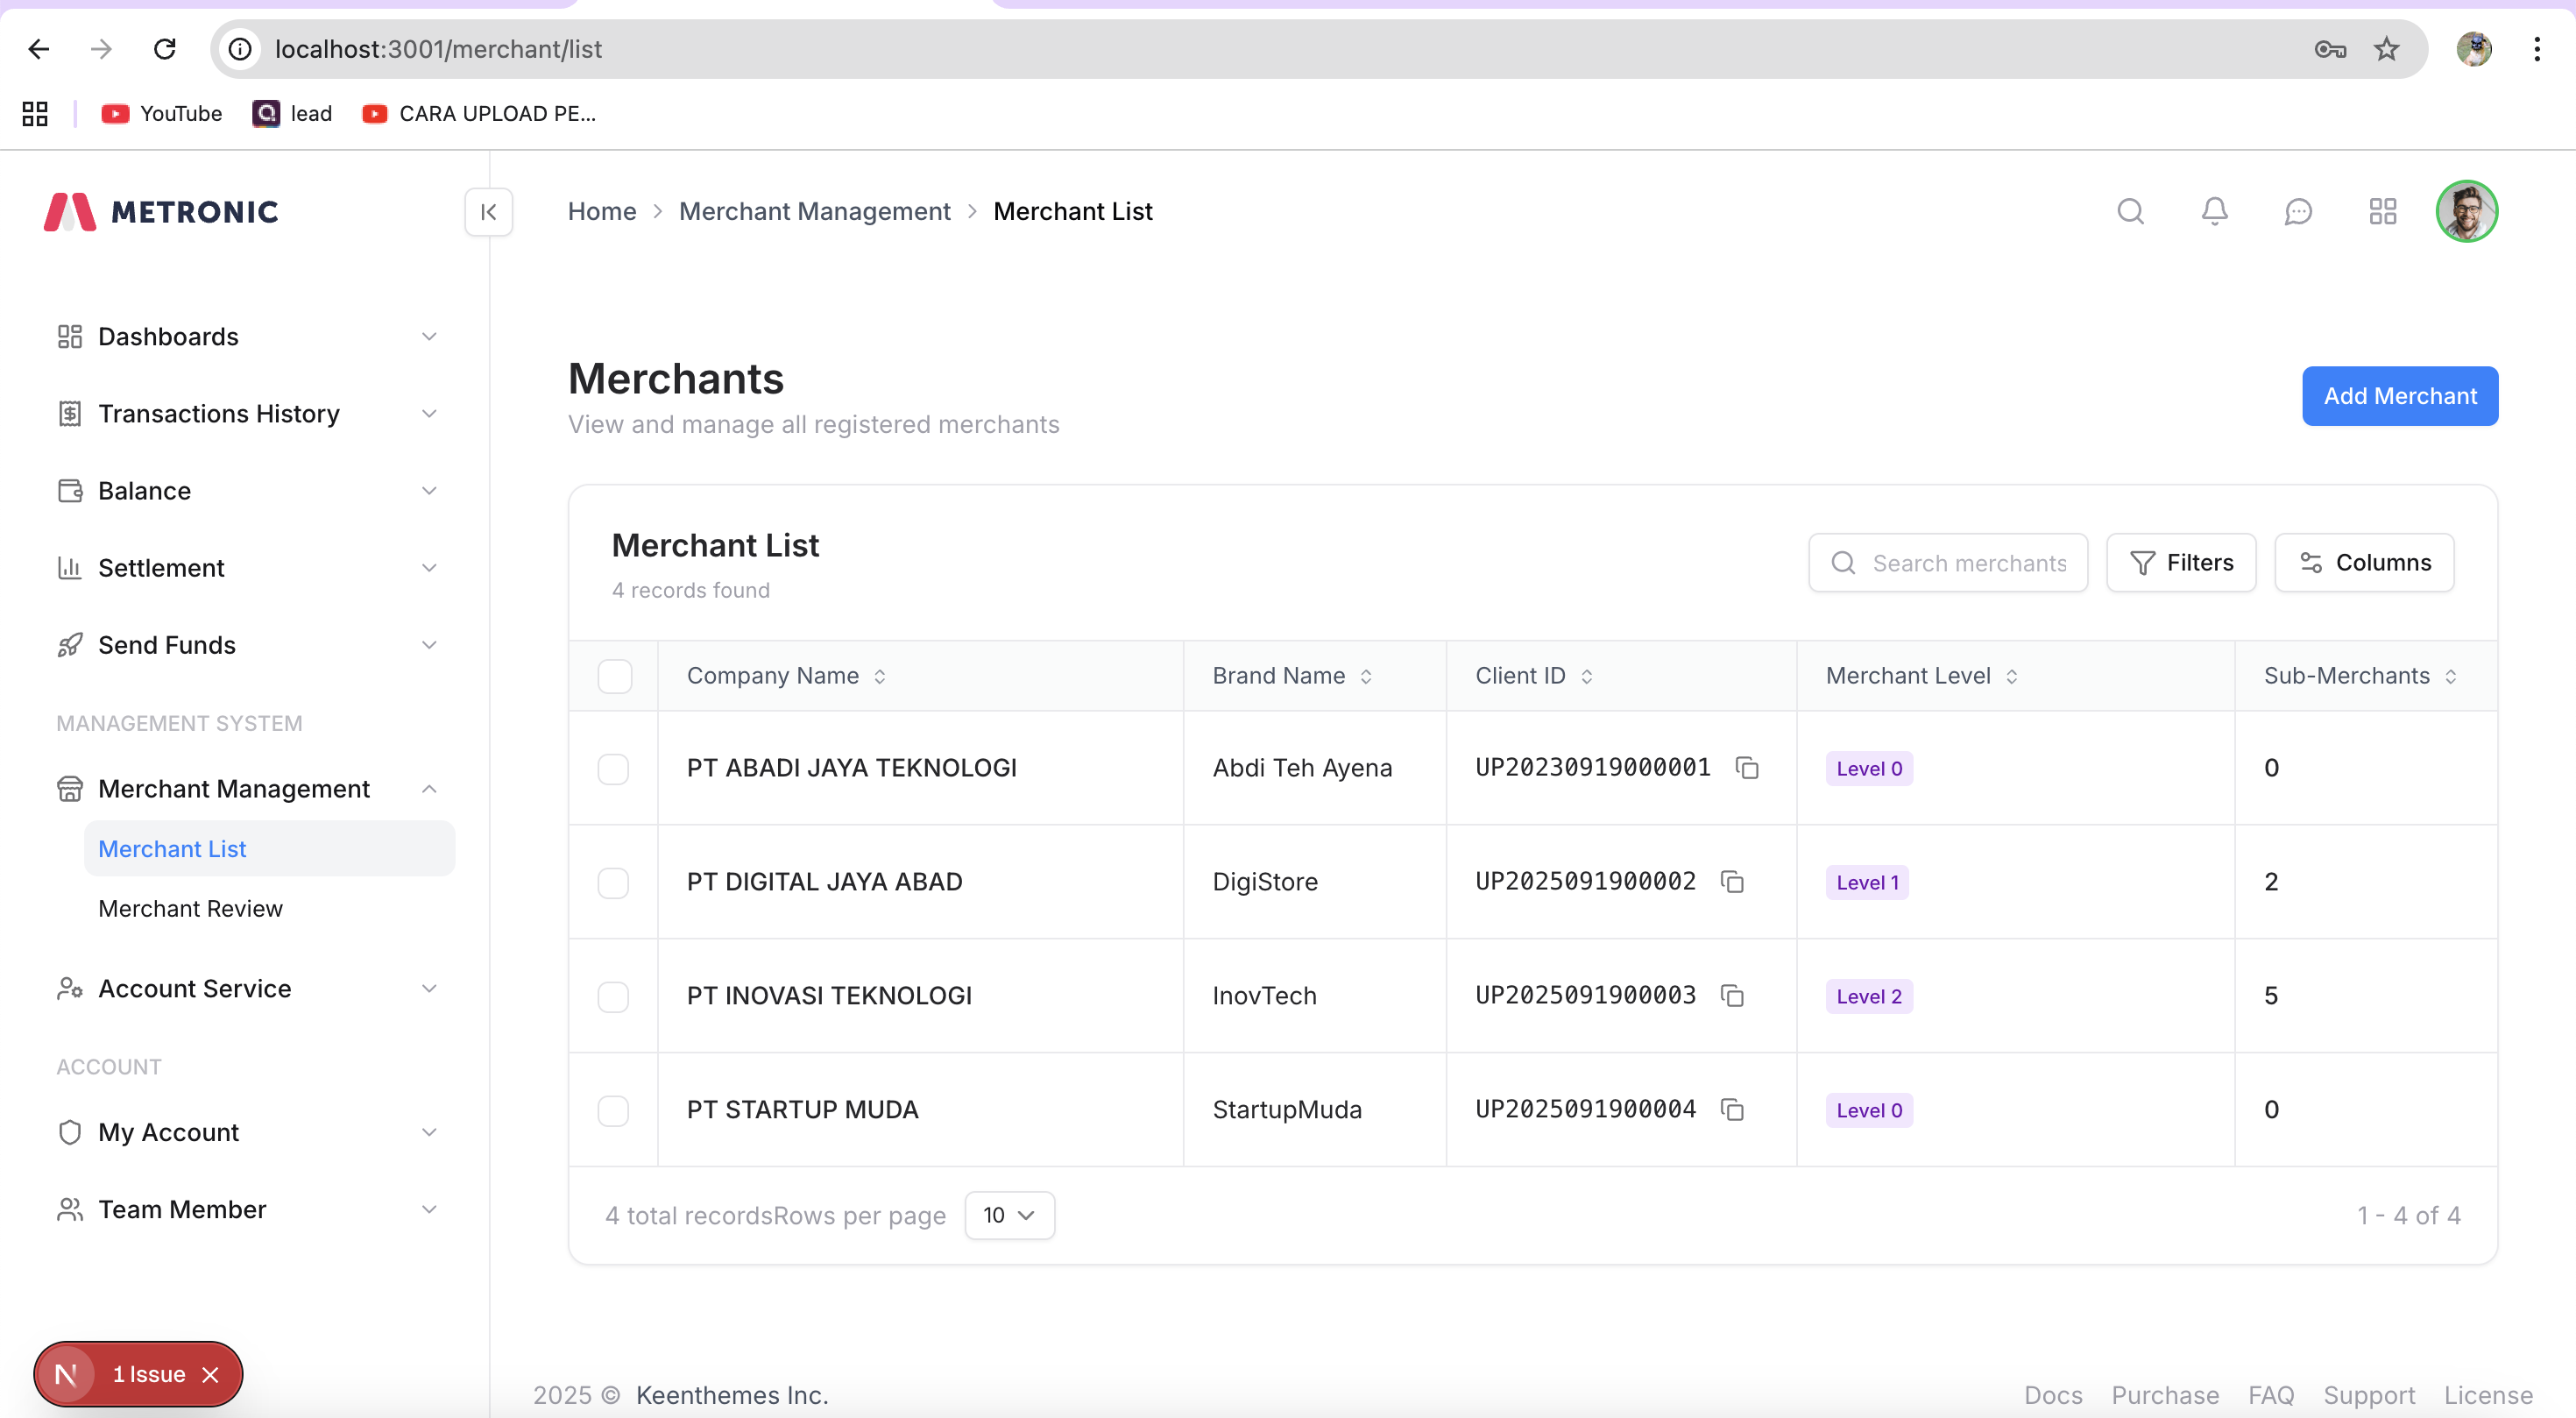 localhost:3001/merchant/list
YouTube lead CARA UPLOAD PE...
METRONIC
Home > Merchant Management > Merchant List
Dashboards
Transactions History
Balance
Settlement
Send Funds
MANAGEMENT SYSTEM
Merchant Management
Merchant List
Merchant Review
Account Service
ACCOUNT
My Account
Team Member
Merchants
View and manage all registered merchants
Add Merchant
Merchant List
4 records found
Search merchants
Filters
Columns
Company Name Brand Name Client ID Merchant Level Sub-Merchants
PT ABADI JAYA TEKNOLOGI Abdi Teh Ayena UP20230919000001 Level 0 0
PT DIGITAL JAYA ABAD DigiStore UP2025091900002 Level 1 2
PT INOVASI TEKNOLOGI InovTech UP2025091900003 Level 2 5
PT STARTUP MUDA StartupMuda UP2025091900004 Level 0 0
4 total recordsRows per page 10 1 - 4 of 4
N 1 Issue
2025 © Keenthemes Inc.
Docs Purchase FAQ Support License